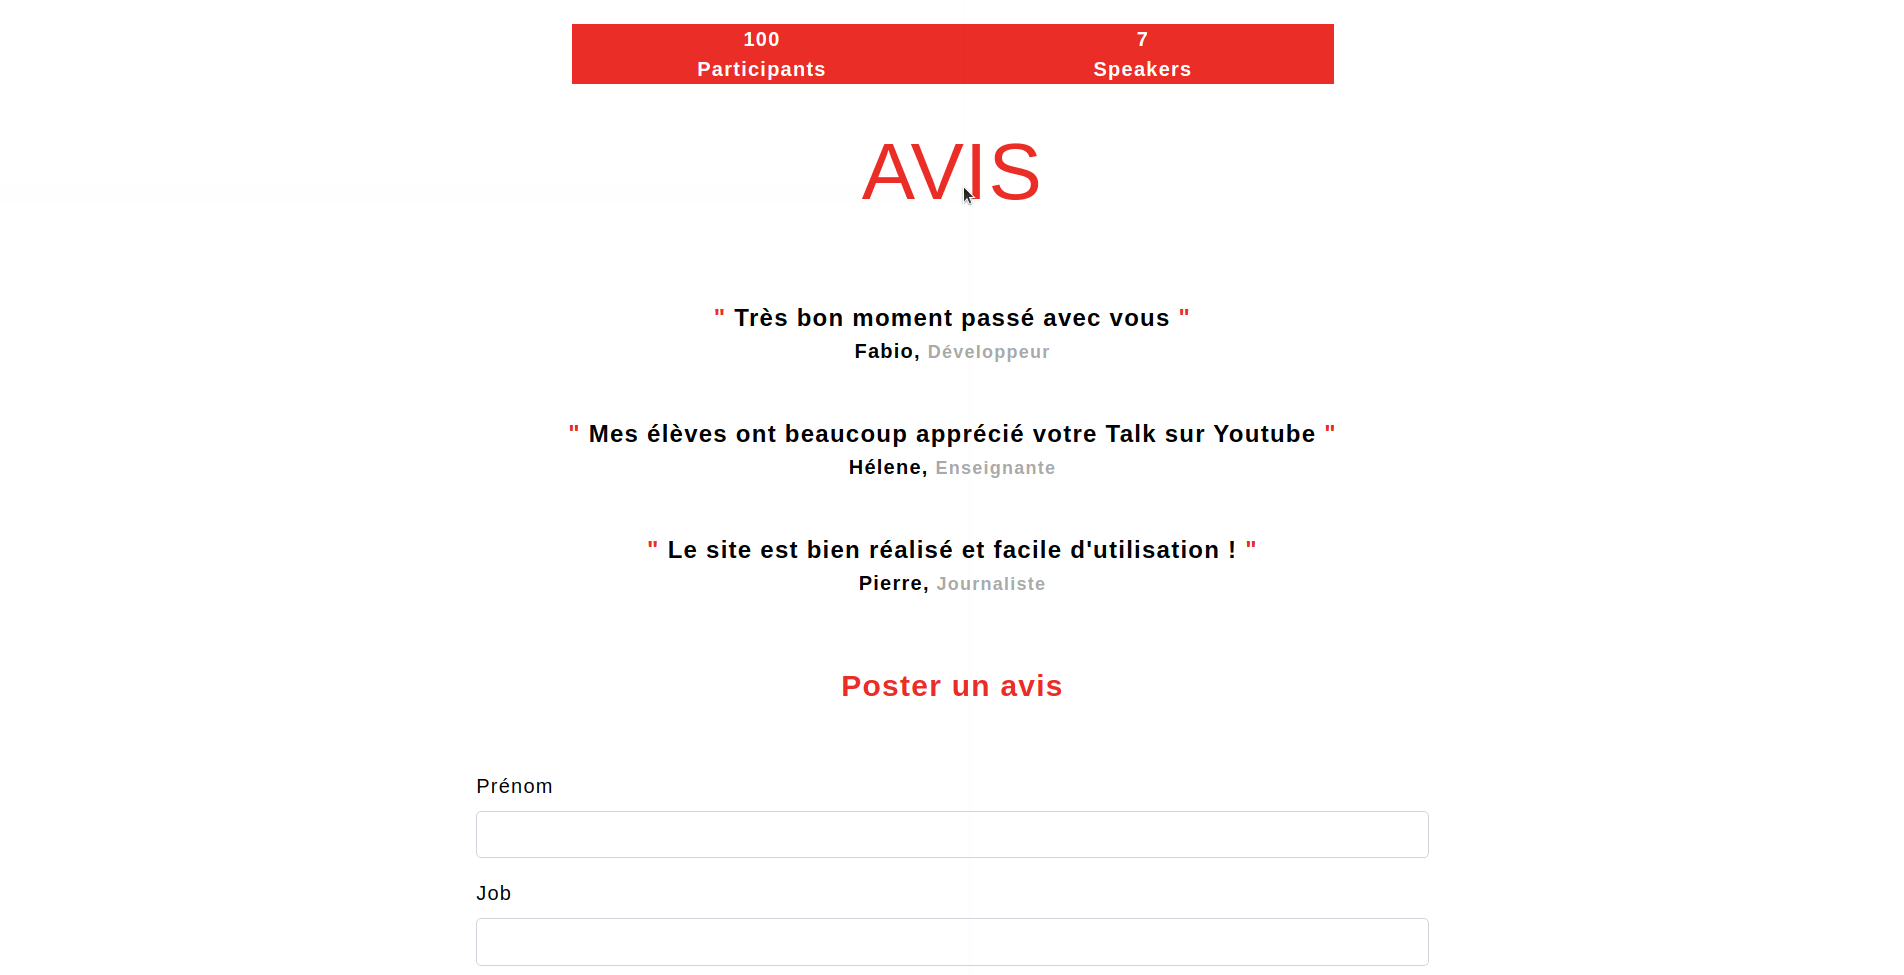 100
7
Participants
Speakers
AVIS
" Très bon moment passé avec vous "
Fabio, Développeur
" Mes élèves ont beaucoup apprécié votre Talk sur Youtube "
Hélene, Enseignante
" Le site est bien réalisé et facile d'utilisation ! "
Pierre, Journaliste
Poster un avis
Prénom
Job